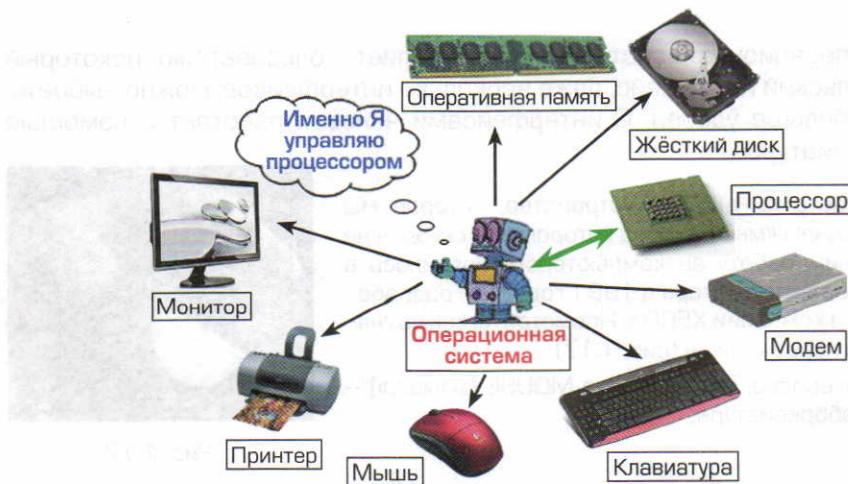 Оперативная память
Именно Я
управляю
процессором
Жёсткий диск
Процессор
Монитор
Операционная
система
Модем
Принтер
Мышь
Клавиатура